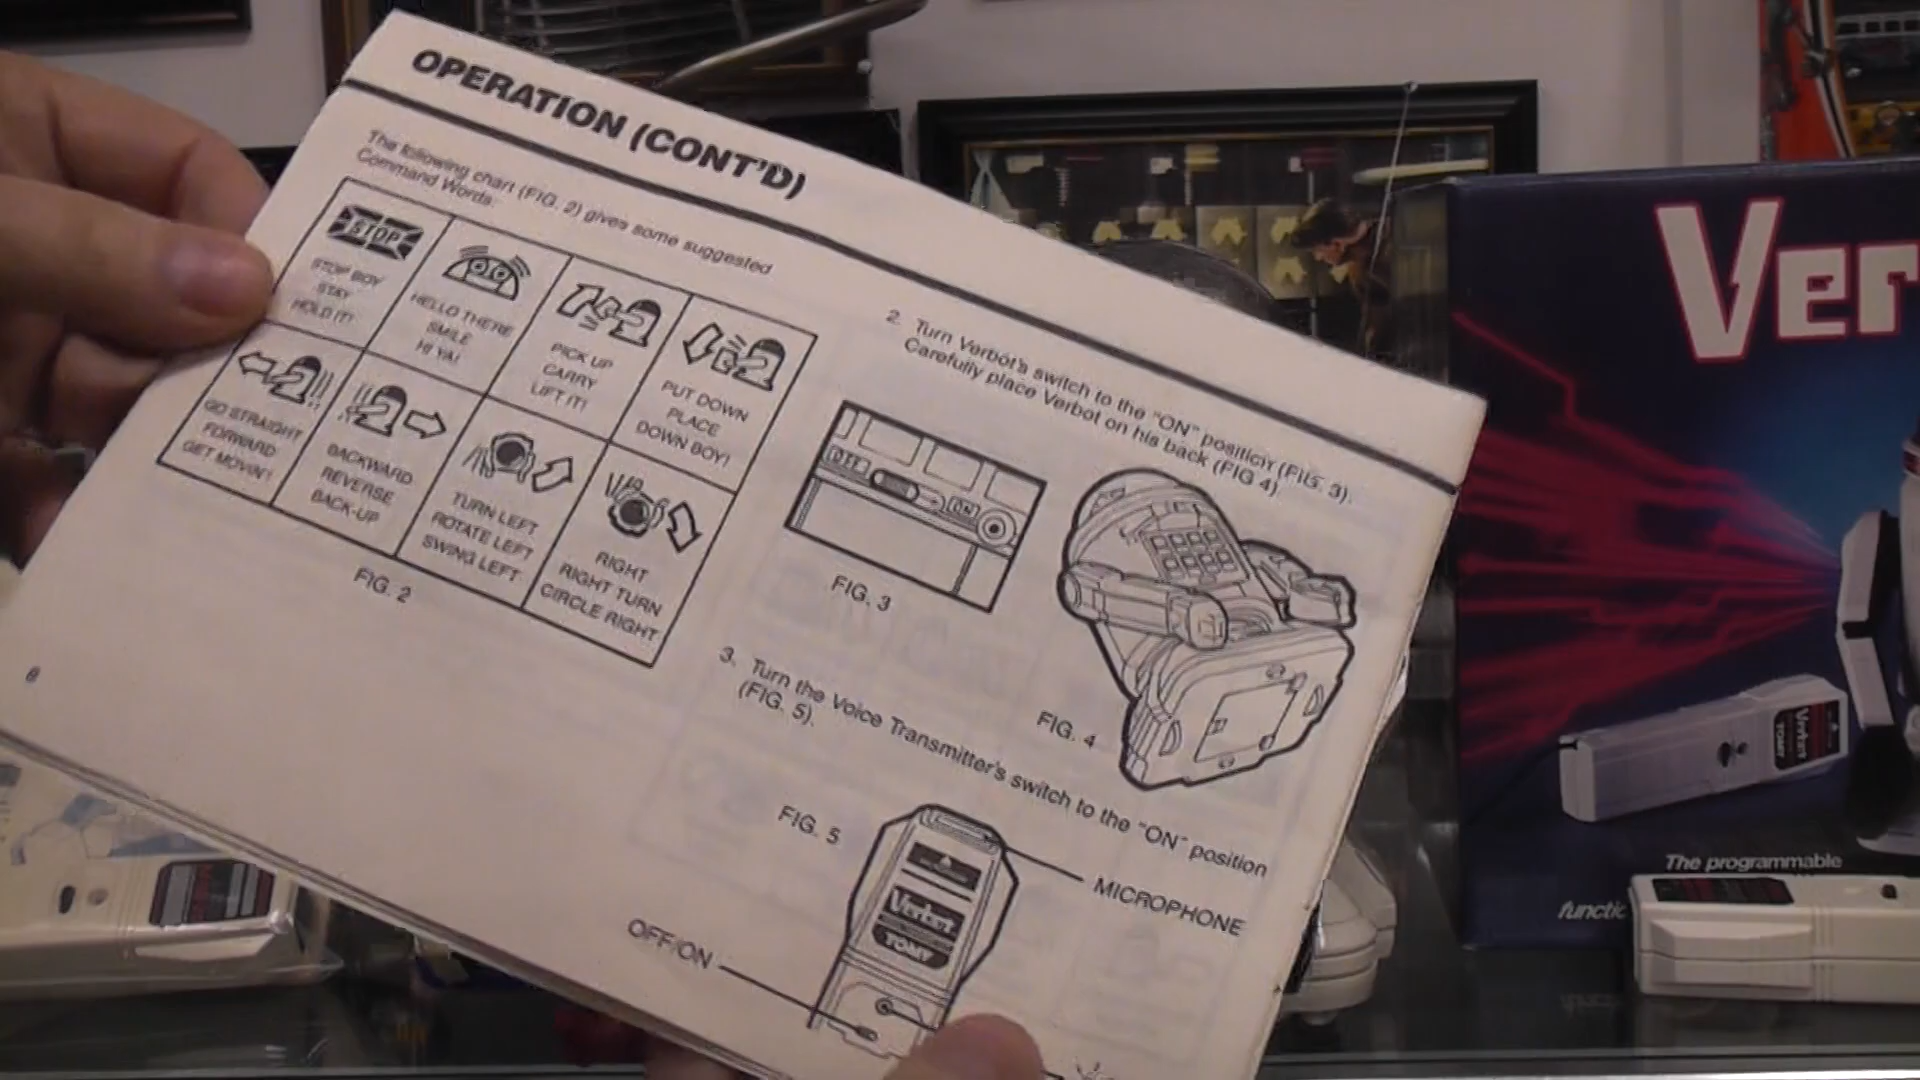 OPERATION (CONT'D)
The following chart (FIG. 2) gives some suggested
Command Words.
STOP
STOP BOY
STAY
HOLD IT!
HELLO THERE
SMILE
HI YA!
PICK UP
CARRY
LIFT IT!
PUT DOWN
PLACE
DOWN BOY!
GO STRAIGHT
FORWARD
GET MOVIN'!
BACKWARD
REVERSE
BACK-UP
TURN LEFT
ROTATE LEFT
SWING LEFT
RIGHT
RIGHT TURN
CIRCLE RIGHT
FIG. 2
2. Turn Verbot's switch to the "ON" position (FIG. 3).
Carefully place Verbot on his back (FIG 4).
OFF
ON
FIG. 3
FIG. 4
3. Turn the Voice Transmitter's switch to the "ON" position
(FIG. 5).
FIG. 5
MICROPHONE
Verbot
TOMY
OFF/ON
Ver
Verbot
TOMY
The programmable
functio